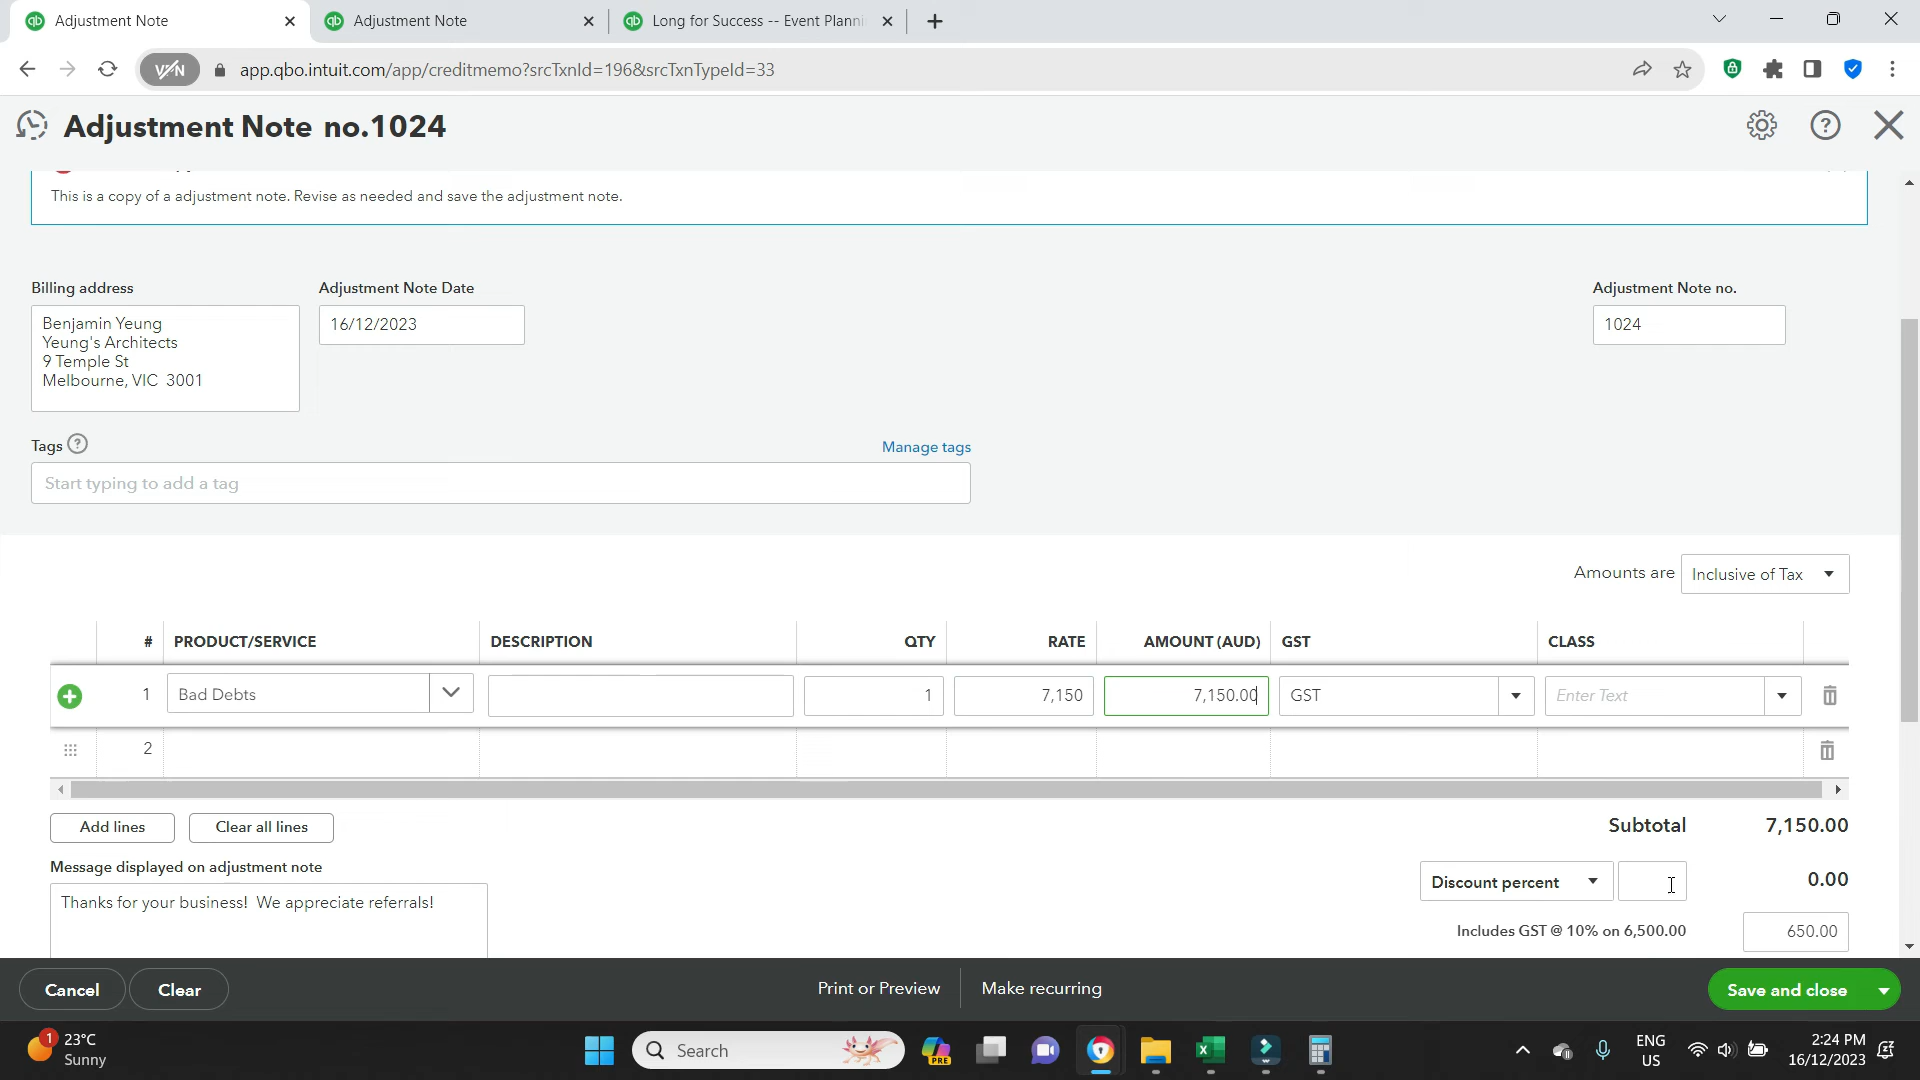 Adjustment Note
Adjustment Note
Long for Success -- Event Planni
VPN
app.qbo.intuit.com/app/creditmemo?srcTxnId=196&srcTxnTypeId=33
Adjustment Note no.1024
This is a copy of a adjustment note. Revise as needed and save the adjustment note.
Billing address
Adjustment Note Date
Adjustment Note no.
Benjamin Yeung
Yeung's Architects
9 Temple St
Melbourne, VIC 3001
16/12/2023
1024
Tags
Manage tags
Start typing to add a tag
Amounts are Inclusive of Tax
# PRODUCT/SERVICE DESCRIPTION QTY RATE AMOUNT (AUD) GST CLASS
1 Bad Debts 1 7,150 7,150.00 GST Enter Text
2
Add lines Clear all lines Subtotal 7,150.00
Message displayed on adjustment note
Thanks for your business! We appreciate referrals!
Discount percent 0.00
Includes GST @ 10% on 6,500.00 650.00
Cancel Clear Print or Preview Make recurring Save and close
1
23°C
Sunny
Search
PRE
ENG
US
2:24 PM
16/12/2023